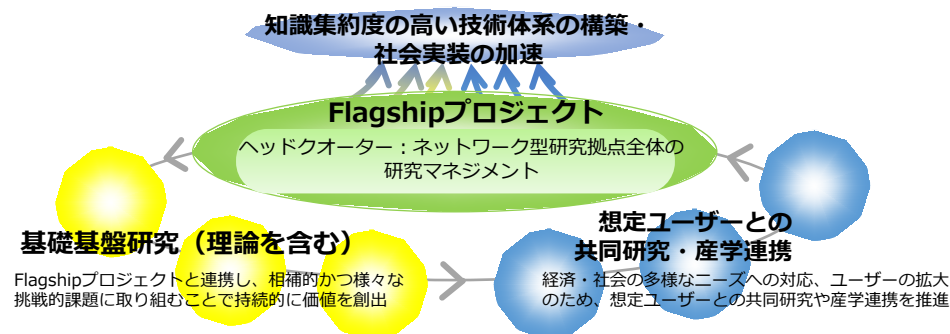 知識集約度の高い技術体系の構築・
社会実装の加速
Flagshipプロジェクト
ヘッドクオーター：ネットワーク型研究拠点全体の
研究マネジメント
基礎基盤研究（理論を含む）
Flagshipプロジェクトと連携し、相補的かつ様々な
挑戦的課題に取り組むことで持続的に価値を創出
想定ユーザーとの
共同研究・産学連携
経済・社会の多様なニーズへの対応、ユーザーの拡大
のため、想定ユーザーとの共同研究や産学連携を推進